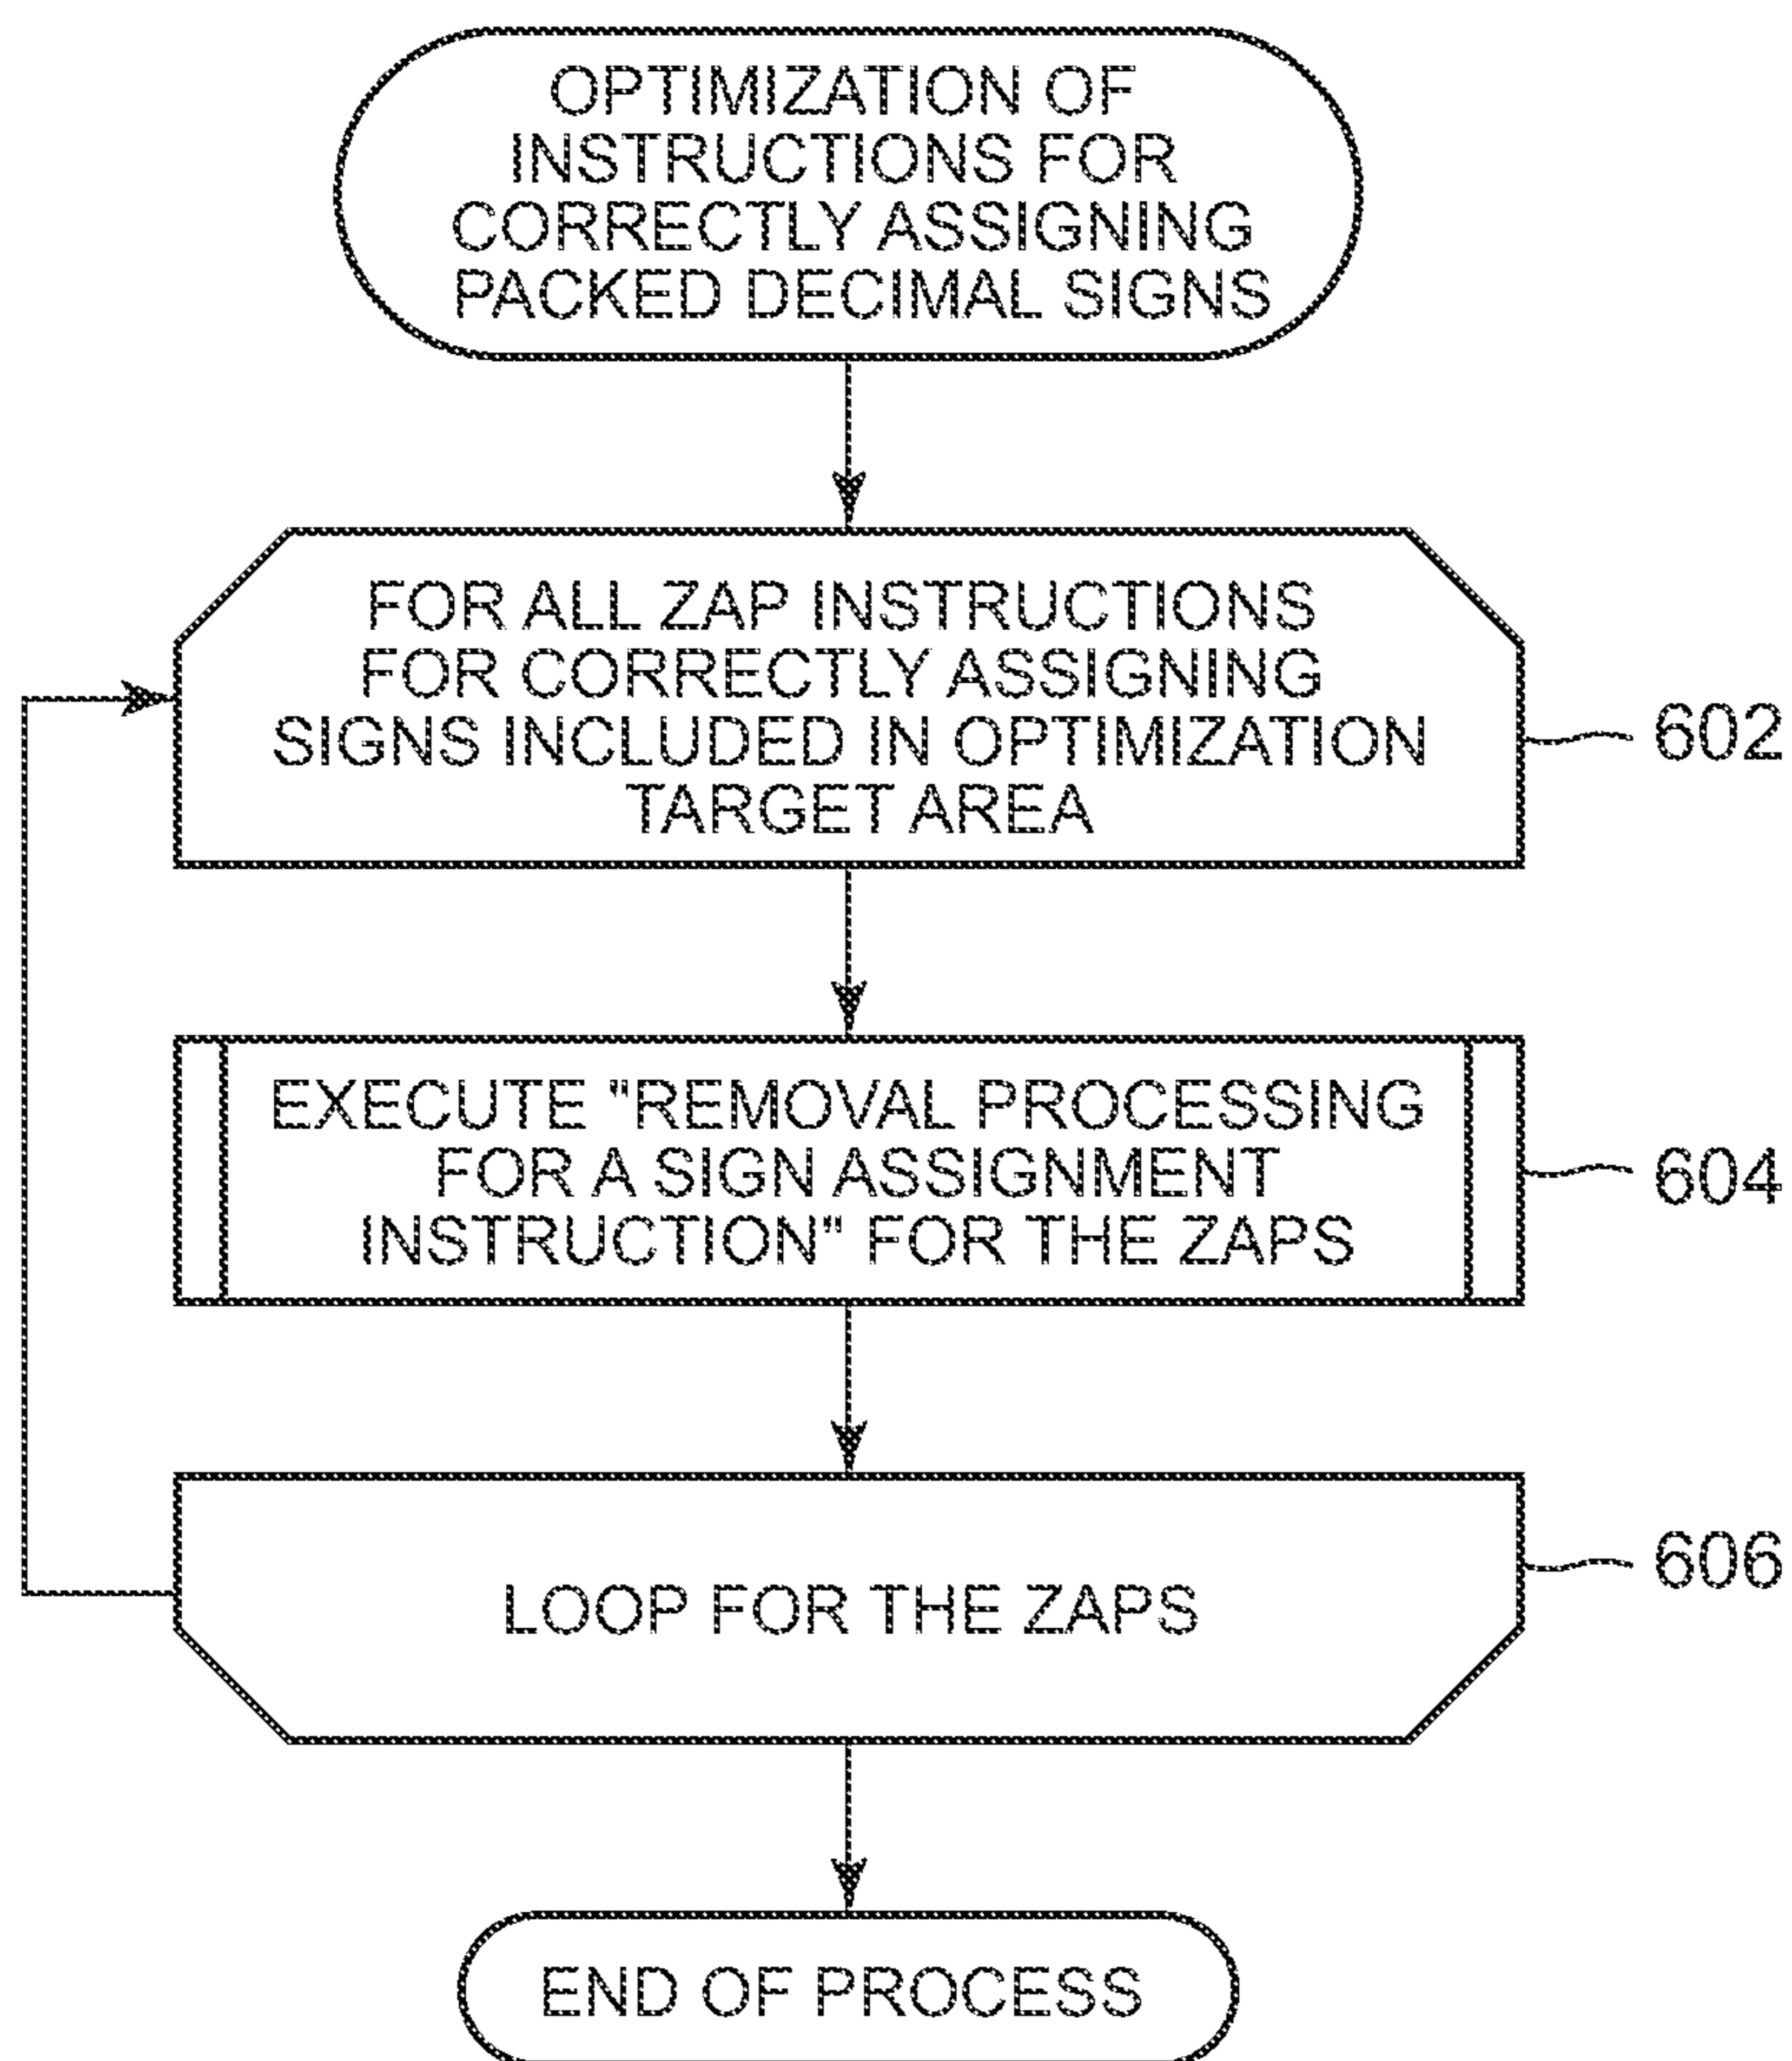 OPTIMIZATION OF
INSTRUCTIONS FOR
CORRECTLY ASSIGNING
PACKED DECIMAL SIGNS
FOR ALL ZAP INSTRUCTIONS
FOR CORRECTLY ASSIGNING
SIGNS INCLUDED IN OPTIMIZATION
TARGET AREA
602
EXECUTE "REMOVAL PROCESSING
FOR A SIGN ASSIGNMENT
INSTRUCTION" FOR THE ZAPS
604
LOOP FOR THE ZAPS
606
END OF PROCESS